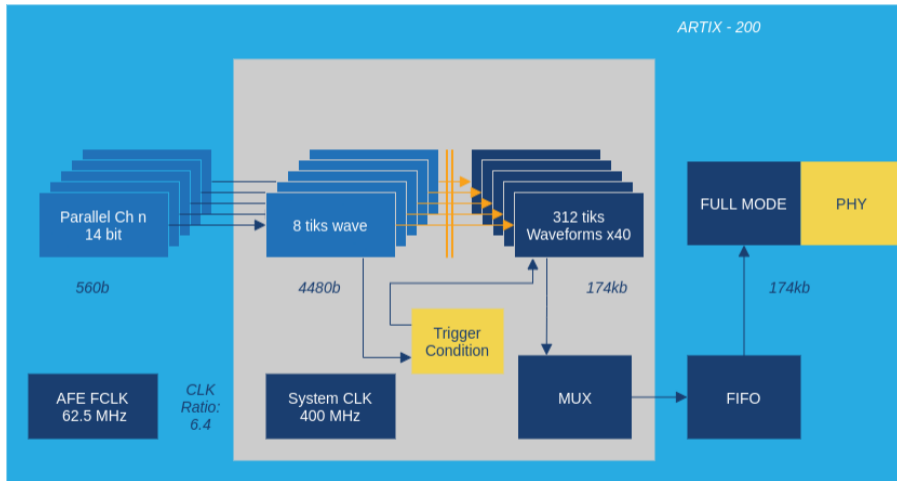 ARTIX - 200
Parallel Ch n
14 bit
8 tiks wave
312 tiks
Waveforms x40
FULL MODE
PHY
560b
4480b
174kb
174kb
Trigger
Condition
AFE FCLK
62.5 MHz
CLK
Ratio:
6.4
System CLK
400 MHz
MUX
FIFO